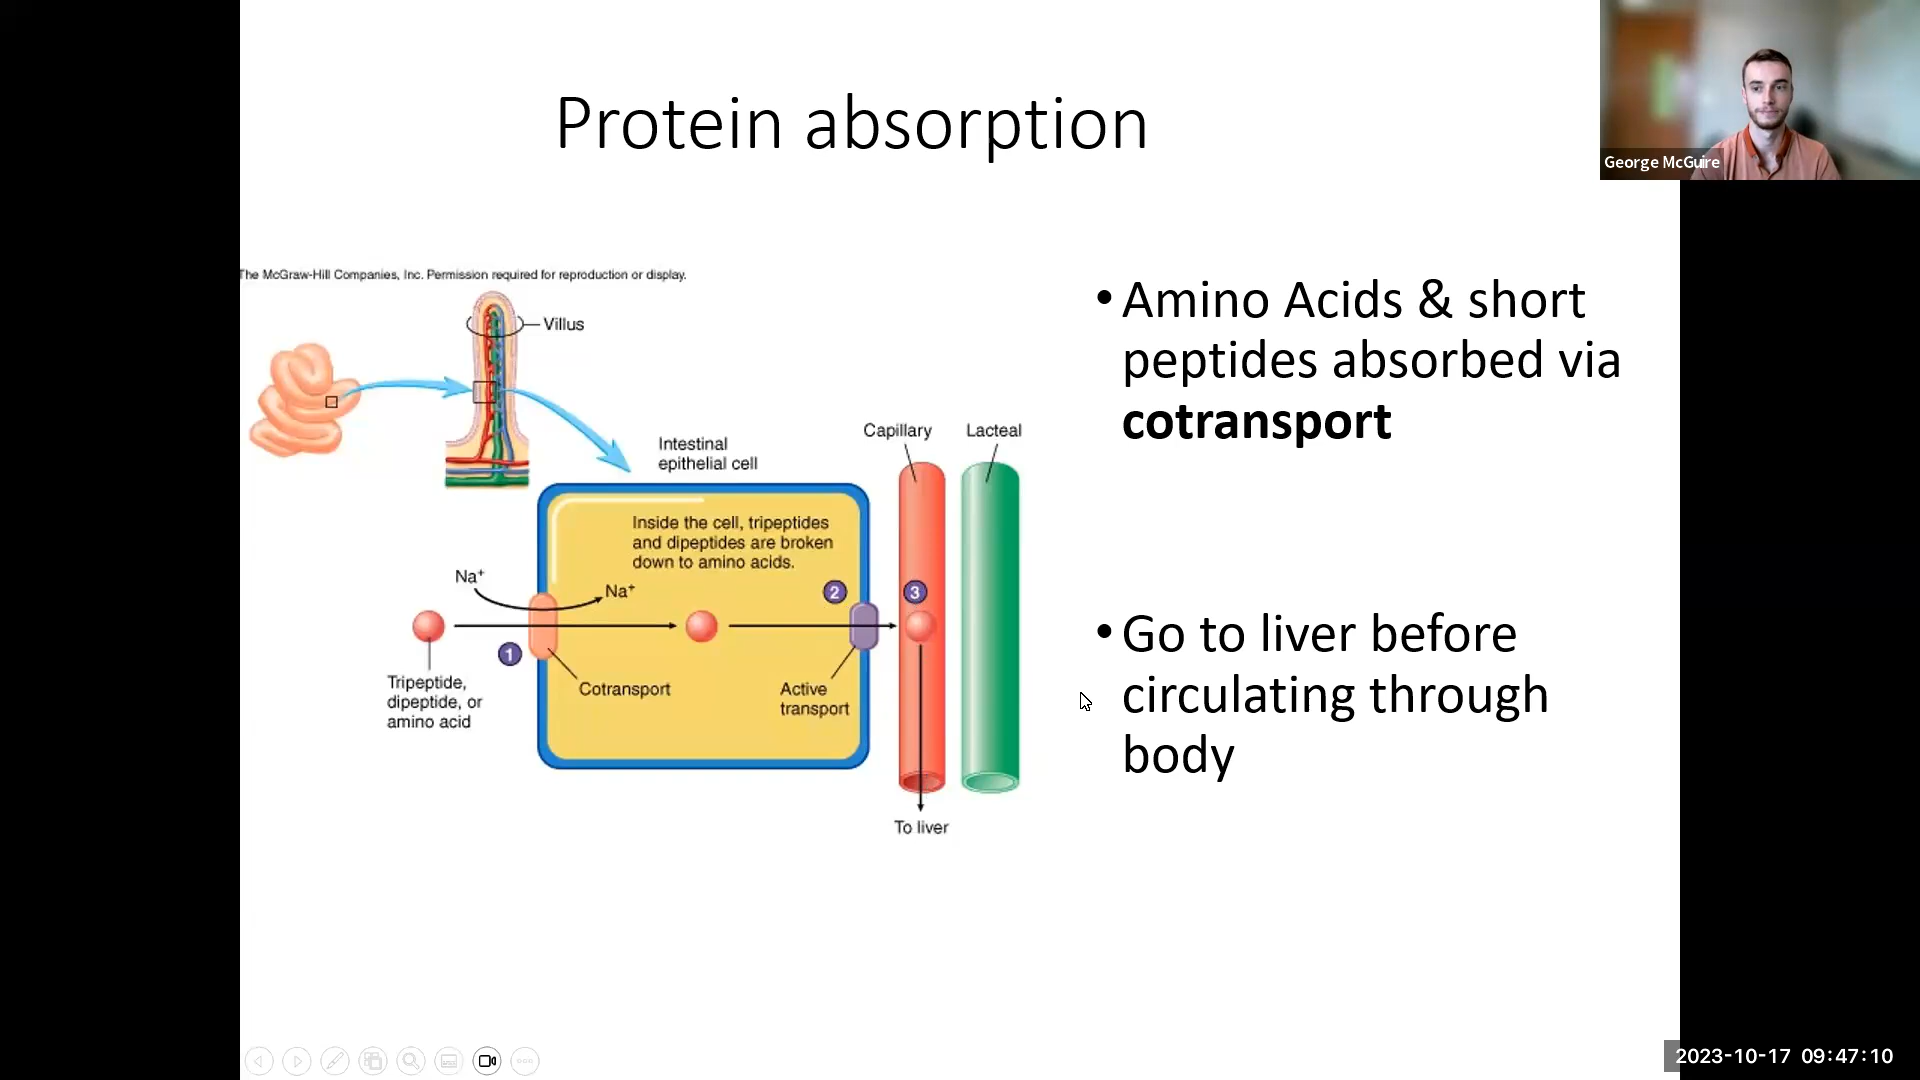 Protein absorption
George McGuire
The McGraw-Hill Companies, Inc. Permission required for reproduction or display.
Villus
Intestinal
epithelial cell
Capillary
Lacteal
Inside the cell, tripeptides
and dipeptides are broken
down to amino acids.
Na⁺
Na⁺
2
3
1
Tripeptide,
dipeptide, or
amino acid
Cotransport
Active
transport
To liver
• Amino Acids & short
peptides absorbed via
cotransport
• Go to liver before
circulating through
body
2023-10-17 09:47:10